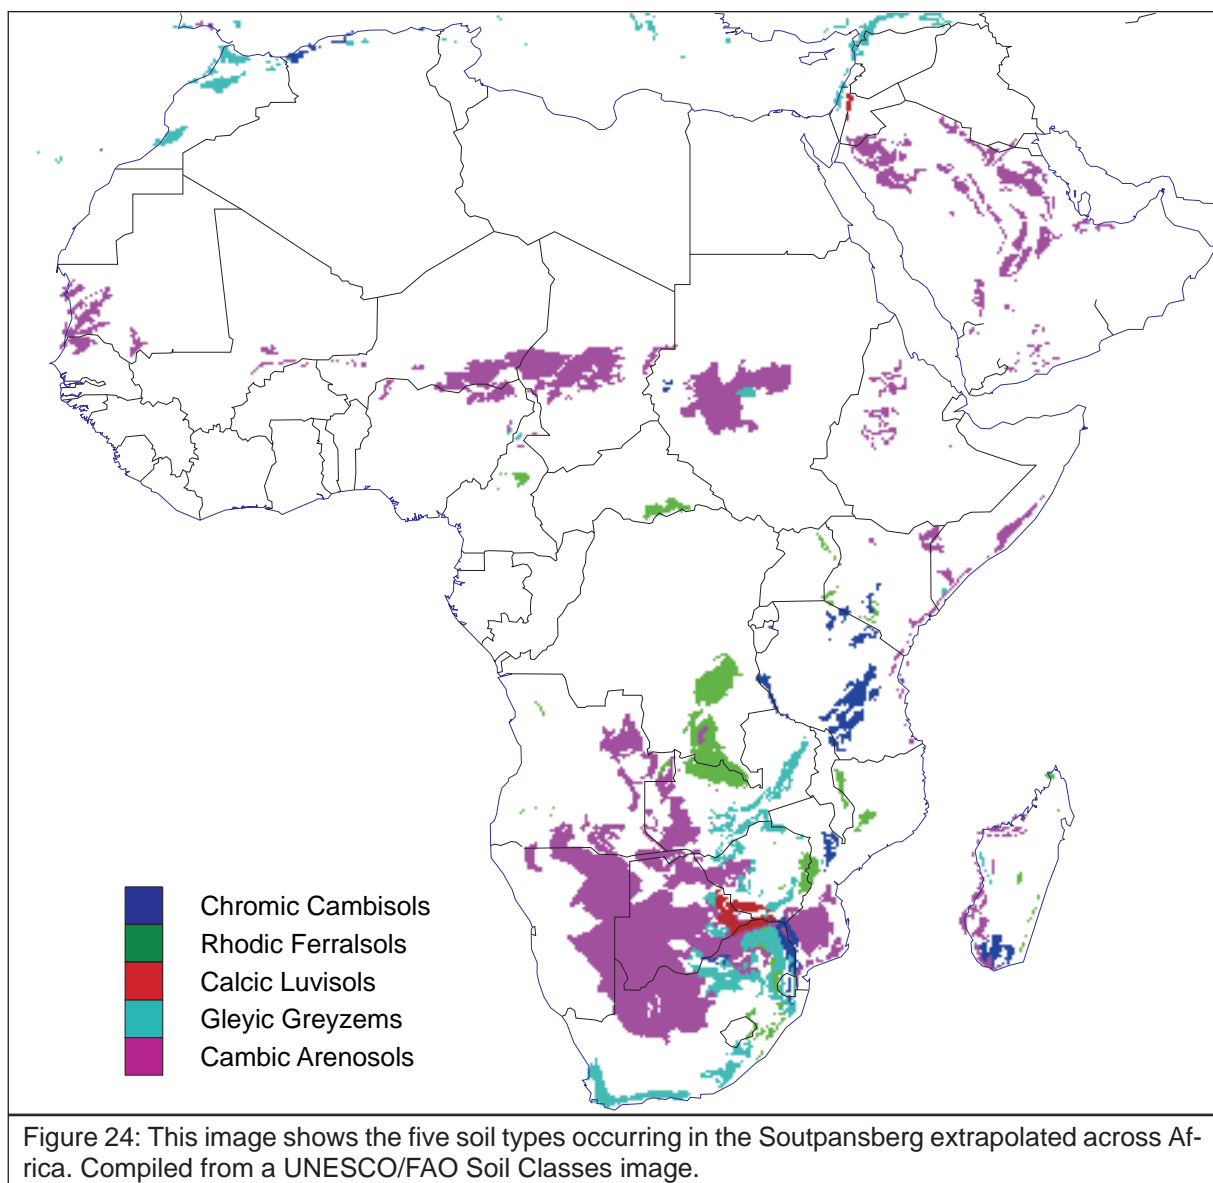 Chromic Cambisols
Rhodic Ferralsols
Calcic Luvisols
Gleyic Greyzems
Cambic Arenosols
Figure 24: This image shows the five soil types occurring in the Soutpansberg extrapolated across Af-
rica. Compiled from a UNESCO/FAO Soil Classes image.